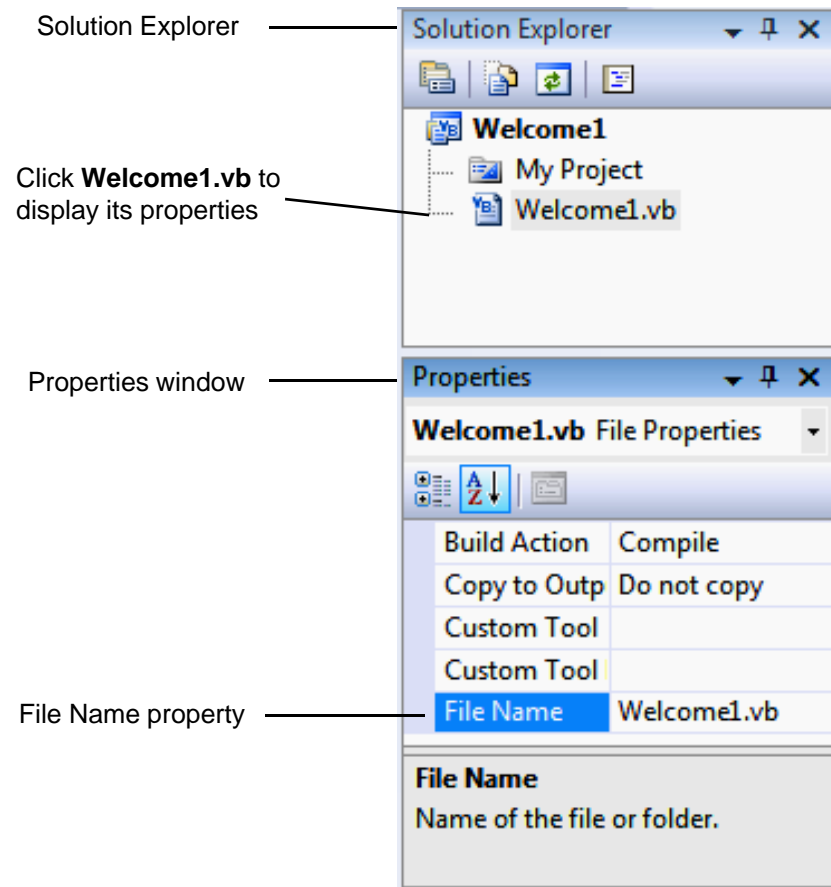 Solution Explorer
Solution Explorer
Welcome1
My Project
Click Welcome1.vb to
display its properties
Welcome1.vb
Properties window
Properties
Welcome1.vb File Properties
Build Action Compile
Copy to Outp Do not copy
Custom Tool
Custom Tool
File Name property
File Name Welcome1.vb
File Name
Name of the file or folder.